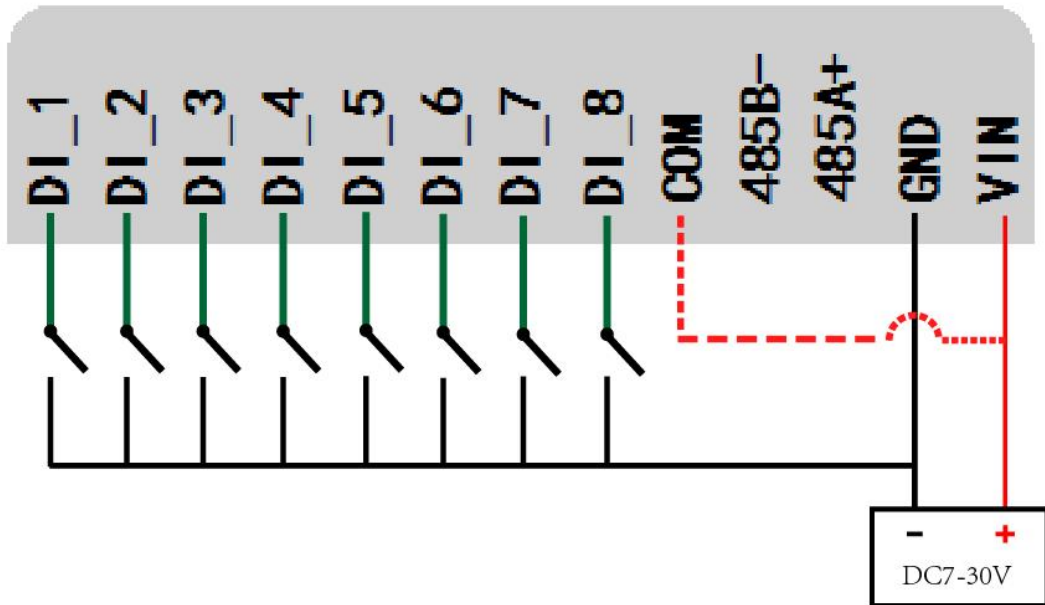 DI_1
DI_2
DI_3
DI_4
DI_5
DI_6
DI_7
DI_8
COM
485B-
485A+
GND
VIN
- +
DC7-30V